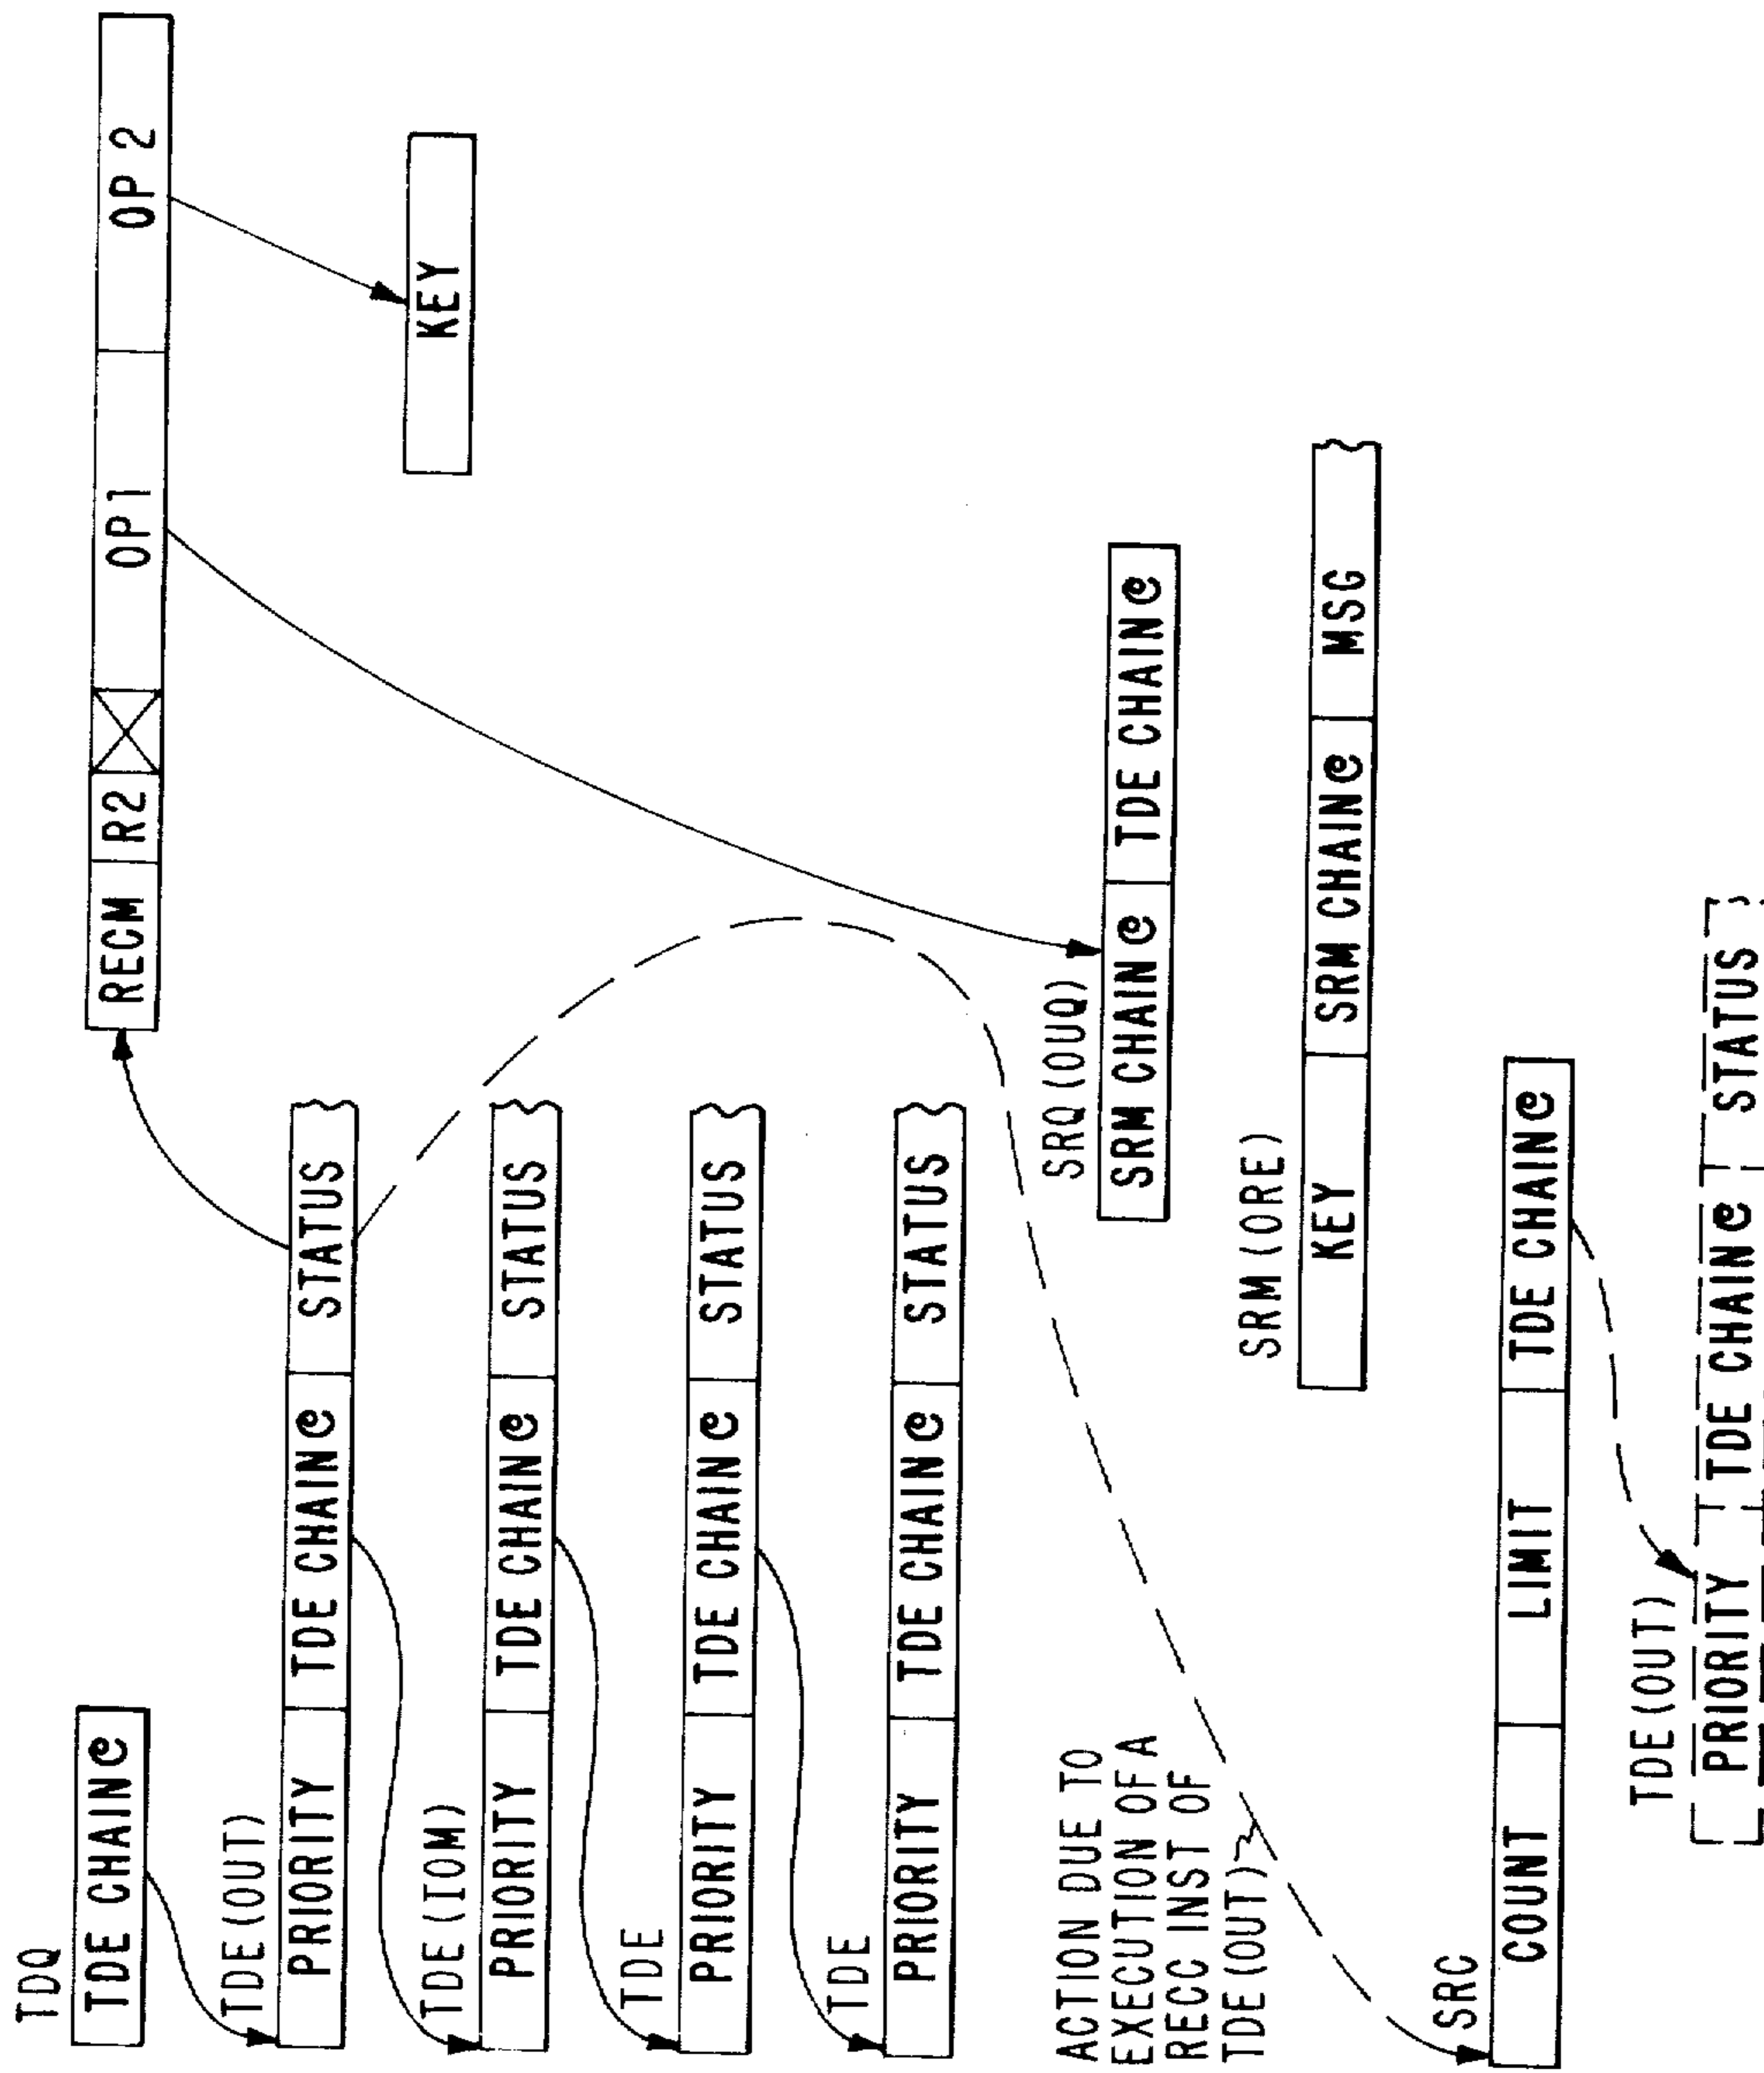 TDQ
TDE CHAIN@
RECM R2 OP1 OP 2
TDE (OUT)
PRIORITY TDE CHAIN@ STATUS
KEY
TDE (IOM)
PRIORITY TDE CHAIN@ STATUS
TDE
PRIORITY TDE CHAIN@ STATUS
TDE
PRIORITY TDE CHAIN@ STATUS
ACTION DUE TO
EXECUTION OF A
RECC INST OF
TDE (OUT)
SRQ (OUQ)
SRM CHAIN@ TDE CHAIN@
SRM (ORE)
KEY SRM CHAIN@ MSG
SRC
COUNT LIMIT TDE CHAIN@
TDE (OUT)
PRIORITY TDE CHAIN@ STATUS